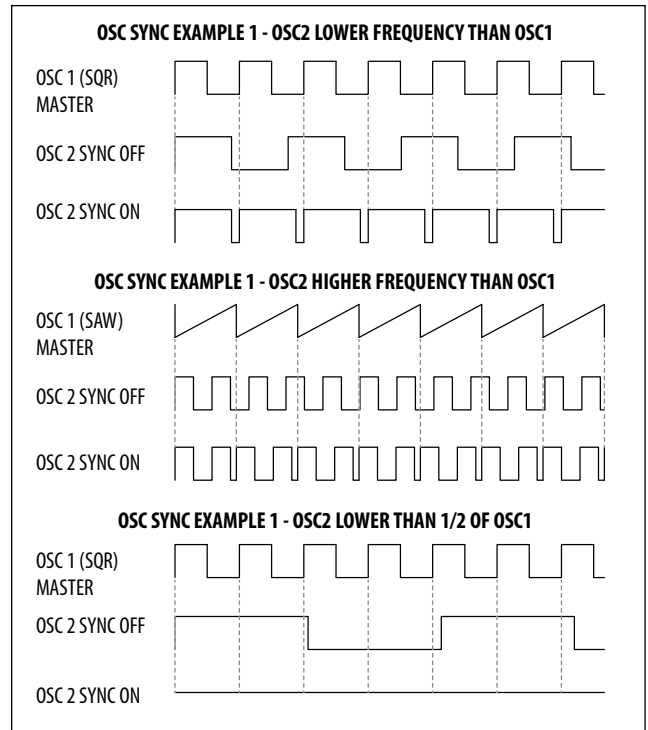 OSC SYNC EXAMPLE 1 - OSC2 LOWER FREQUENCY THAN OSC1
OSC 1 (SQR)
MASTER
OSC 2 SYNC OFF
OSC 2 SYNC ON
OSC SYNC EXAMPLE 1 - OSC2 HIGHER FREQUENCY THAN OSC1
OSC 1 (SAW)
MASTER
OSC 2 SYNC OFF
OSC 2 SYNC ON
OSC SYNC EXAMPLE 1 - OSC2 LOWER THAN 1/2 OF OSC1
OSC 1 (SQR)
MASTER
OSC 2 SYNC OFF
OSC 2 SYNC ON